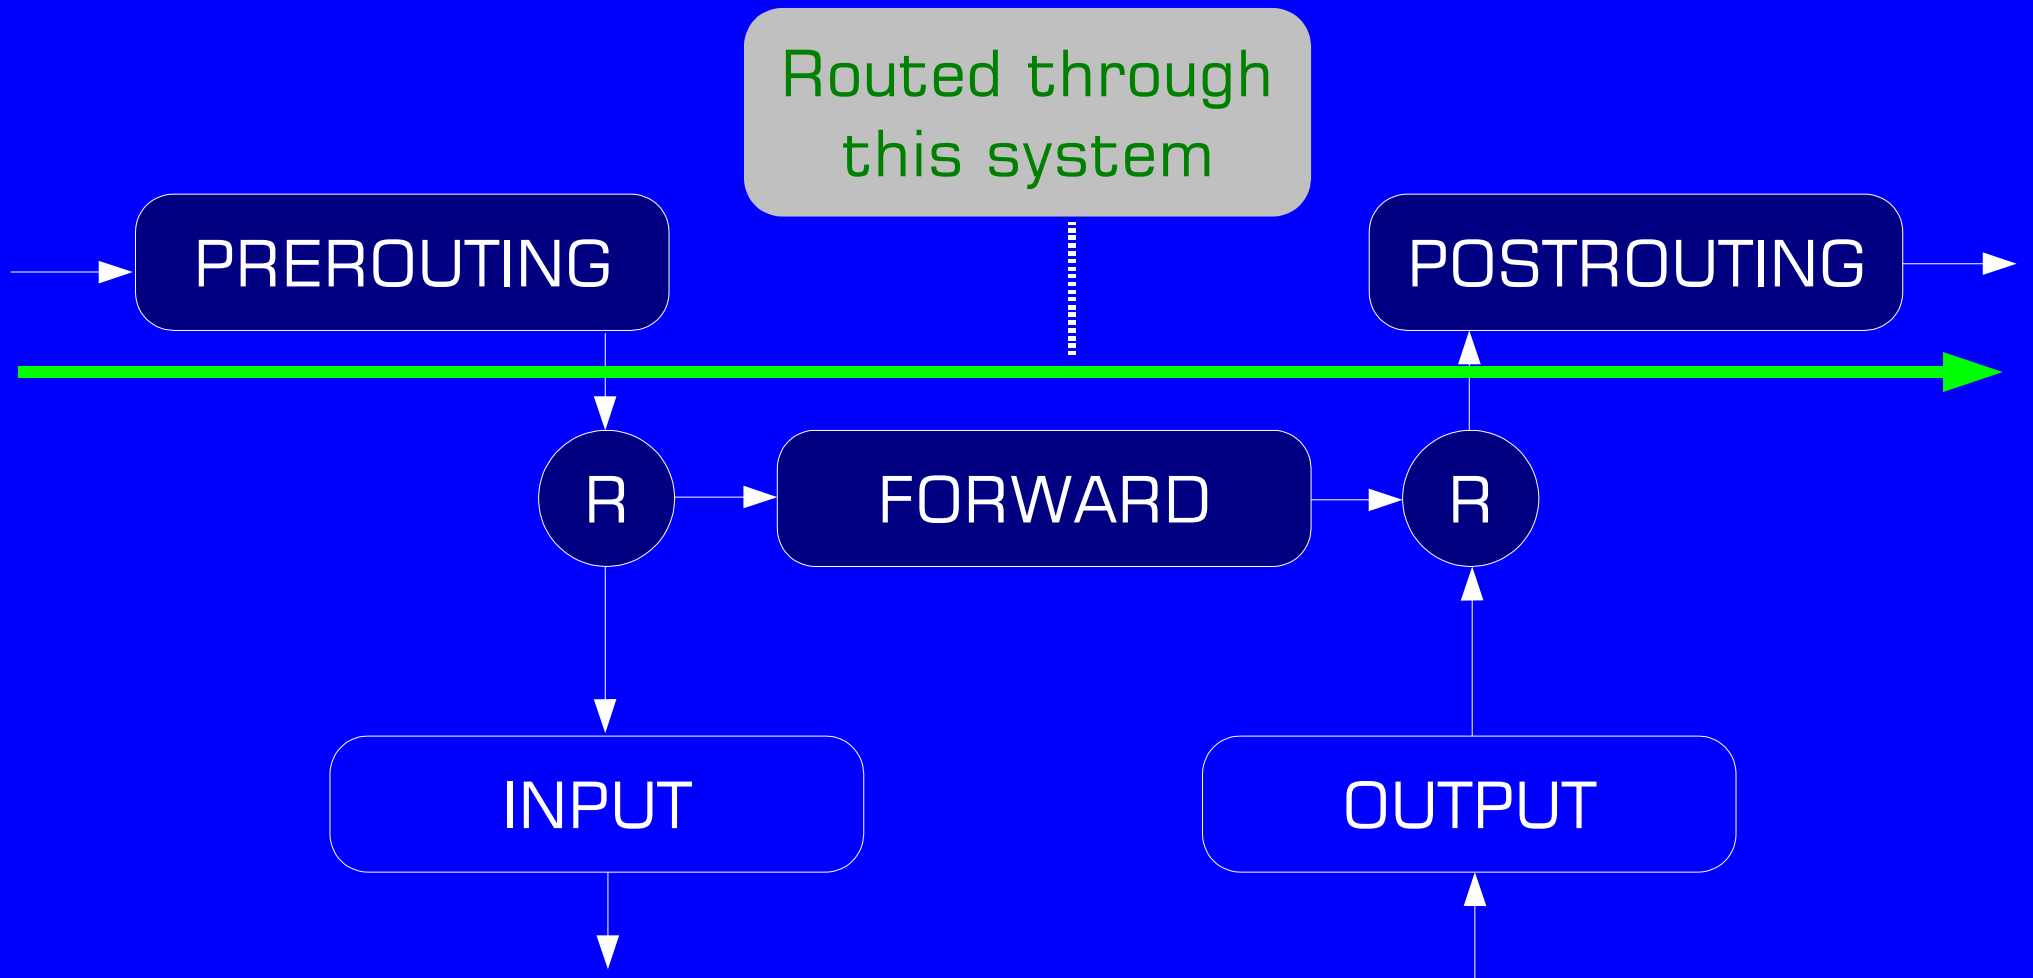 Routed through
this system
PREROUTING
POSTROUTING
R
FORWARD
R
INPUT
OUTPUT